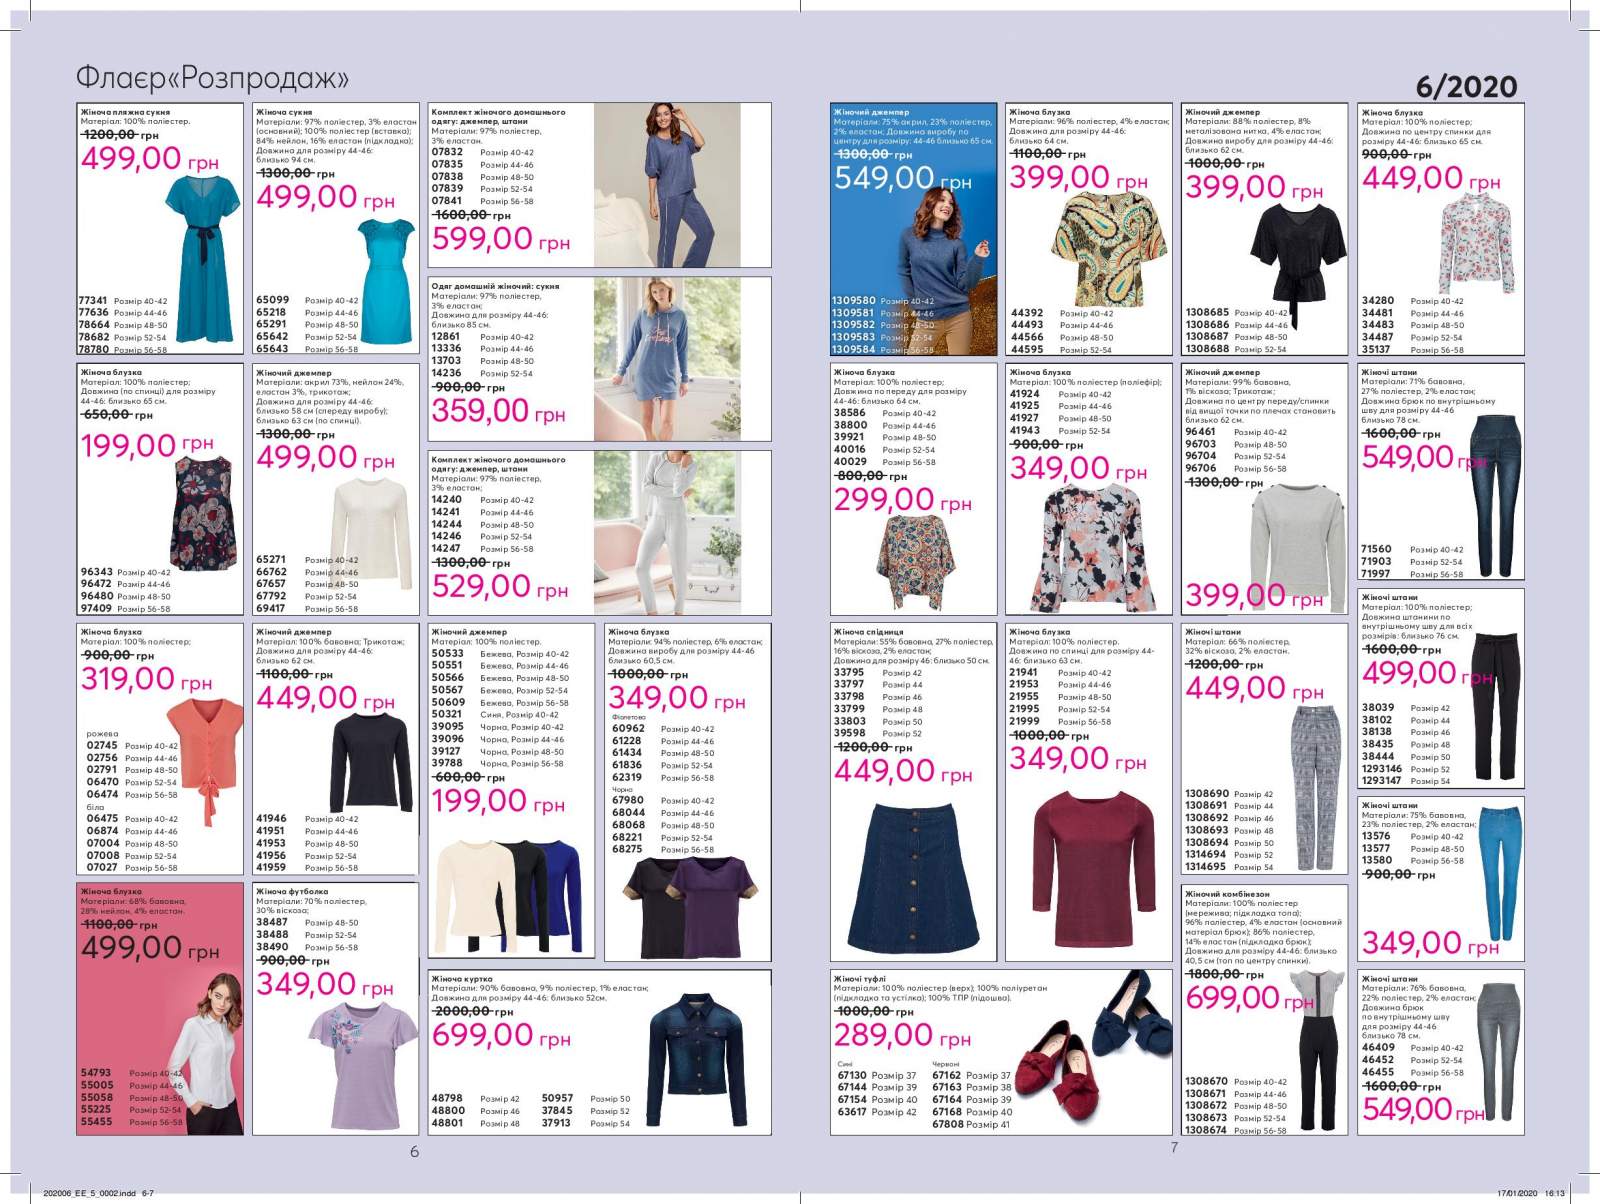 Флаєр«Розпродаж»
6/2020
Жіноча пляжна сукня
Матеріал: 100% поліестер.
1200,00 грн
499,00 грн
77341 Розмір 40-42
77636 Розмір 44-46
78664 Розмір 48-50
78682 Розмір 52-54
78780 Розмір 56-58
Жіноча сукня
Матеріали: 97% поліестер, 3% еластан
(основний); 100% поліестер (вставка);
84% нейлон, 16% еластан (підкладка);
Довжина для розміру 44-46:
близько 94 см.
1300,00 грн
499,00 грн
65099 Розмір 40-42
65218 Розмір 44-46
65291 Розмір 48-50
65642 Розмір 52-54
65643 Розмір 56-58
Комплект жіночого домашнього
одягу: джемпер, штани
Матеріали: 97% поліестер,
3% еластан.
07832 Розмір 40-42
07835 Розмір 44-46
07838 Розмір 48-50
07839 Розмір 52-54
07841 Розмір 56-58
1600,00 грн
599,00 грн
Одяг домашній жіночий: сукня
Матеріали: 97% поліестер,
3% еластан;
Довжина для розміру 44-46:
близько 85 см.
12861 Розмір 40-42
13336 Розмір 44-46
13703 Розмір 48-50
14236 Розмір 52-54
900,00 грн
359,00 грн
Комплект жіночого домашнього
одягу: джемпер, штани
Матеріали: 97% поліестер,
3% еластан;
14240 Розмір 40-42
14241 Розмір 44-46
14244 Розмір 48-50
14246 Розмір 52-54
14247 Розмір 56-58
1300,00 грн
529,00 грн
Жіноча блузка
Матеріал: 100% поліестер;
Довжина (по спинці) для розміру
44-46: близько 65 см.
650,00 грн
199,00 грн
96343 Розмір 40-42
96472 Розмір 44-46
96480 Розмір 48-50
97409 Розмір 56-58
Жіночий джемпер
Матеріали: акрил 73%, нейлон 24%,
еластан 3%, трикотаж;
Довжина для розміру 44-46:
близько 58 см (спереду виробу);
близько 63 см (по спинці).
1300,00 грн
499,00 грн
65271 Розмір 40-42
66762 Розмір 44-46
67657 Розмір 48-50
67792 Розмір 52-54
69417 Розмір 56-58
Жіноча блузка
Матеріал: 100% поліестер;
900,00 грн
319,00 грн
рожева
02745 Розмір 40-42
02756 Розмір 44-46
02791 Розмір 48-50
06470 Розмір 52-54
06474 Розмір 56-58
біла
06475 Розмір 40-42
06874 Розмір 44-46
07004 Розмір 48-50
07008 Розмір 52-54
07027 Розмір 56-58
Жіночий джемпер
Матеріал: 100% бавовна; Трикотаж;
Довжина для розміру 44-46:
близько 62 см.
1100,00 грн
449,00 грн
41946 Розмір 40-42
41951 Розмір 44-46
41953 Розмір 48-50
41956 Розмір 52-54
41959 Розмір 56-58
Жіночий джемпер
Матеріал: 100% поліестер.
50533 Бежева, Розмір 40-42
50551 Бежева, Розмір 44-46
50566 Бежева, Розмір 48-50
50567 Бежева, Розмір 52-54
50609 Бежева, Розмір 56-58
50321 Синя, Розмір 40-42
39095 Чорна, Розмір 40-42
39096 Чорна, Розмір 44-46
39127 Чорна, Розмір 48-50
39788 Чорна, Розмір 56-58
600,00 грн
199,00 грн
Жіноча блузка
Матеріали: 94% поліестер, 6% еластан;
Довжина виробу для розміру 44-46
близько 60,5 см.
1000,00 грн
349,00 грн
Фіолетова
60962 Розмір 40-42
61228 Розмір 44-46
61434 Розмір 48-50
61836 Розмір 52-54
62319 Розмір 56-58
Чорна
67980 Розмір 40-42
68044 Розмір 44-46
68068 Розмір 48-50
68221 Розмір 52-54
68275 Розмір 56-58
Жіноча блузка
Матеріали: 68% бавовна,
28% нейлон, 4% еластан.
1100,00 грн
499,00 грн
54793 Розмір 40-42
55005 Розмір 44-46
55058 Розмір 48-50
55225 Розмір 52-54
55455 Розмір 56-58
Жіноча футболка
Матеріали: 70% поліестер,
30% віскоза;
38487 Розмір 48-50
38488 Розмір 52-54
38490 Розмір 56-58
900,00 грн
349,00 грн
Жіноча куртка
Матеріали: 90% бавовна, 9% поліестер, 1% еластан;
Довжина для розміру 44-46: близько 52см.
2000,00 грн
699,00 грн
48798 Розмір 42 50957 Розмір 50
48800 Розмір 46 37845 Розмір 52
48801 Розмір 48 37913 Розмір 54
6
Жіночий джемпер
Матеріали: 75% акрил, 23% поліестер,
2% еластан; Довжина виробу по
центру для розміру: 44-46 близько 65 см.
1300,00 грн
549,00 грн
1309580 Розмір 40-42
1309581 Розмір 44-46
1309582 Розмір 48-50
1309583 Розмір 52-54
1309584 Розмір 56-58
Жіноча блузка
Матеріали: 96% поліестер, 4% еластан;
Довжина для розміру 44-46:
близько 64 см.
1100,00 грн
399,00 грн
44392 Розмір 40-42
44493 Розмір 44-46
44566 Розмір 48-50
44595 Розмір 52-54
Жіночий джемпер
Матеріали: 88% поліестер, 8%
металізована нитка, 4% еластан;
Довжина виробу для розміру 44-46:
близько 62 см.
1000,00 грн
399,00 грн
1308685 Розмір 40-42
1308686 Розмір 44-46
1308687 Розмір 48-50
1308688 Розмір 52-54
Жіноча блузка
Матеріал: 100% поліестер;
Довжина по центру спинки для
розміру 44-46: близько 65 см.
900,00 грн
449,00 грн
34280 Розмір 40-42
34481 Розмір 44-46
34483 Розмір 48-50
34487 Розмір 52-54
35137 Розмір 56-58
Жіноча блузка
Матеріал: 100% поліестер;
Довжина по переду для розміру
44-46: близько 64 см.
38586 Розмір 40-42
38800 Розмір 44-46
39921 Розмір 48-50
40016 Розмір 52-54
40029 Розмір 56-58
800,00 грн
299,00 грн
Жіноча блузка
Матеріал: 100% поліестер (поліефір);
41924 Розмір 40-42
41925 Розмір 44-46
41927 Розмір 48-50
41943 Розмір 52-54
900,00 грн
349,00 грн
Жіночий джемпер
Матеріали: 99% бавовна,
1% віскоза; Трикотаж;
Довжина по центру переду/спинки
від вищої точки по плечах становить
близько 62 см.
96461 Розмір 40-42
96703 Розмір 48-50
96704 Розмір 52-54
96706 Розмір 56-58
1300,00 грн
399,00 грн
Жіночі штани
Матеріали: 71% бавовна,
27% поліестер, 2% еластан;
Довжина брюк по внутрішньому
шву для розміру 44-46
близько 78 см.
1600,00 грн
549,00 грн
71560 Розмір 40-42
71903 Розмір 52-54
71997 Розмір 56-58
Жіночі штани
Матеріал: 100% поліестер;
Довжина штанини по
внутрішньому шву для всіх
розмірів: близько 76 см.
1600,00 грн
499,00 грн
38039 Розмір 42
38102 Розмір 44
38138 Розмір 46
38435 Розмір 48
38444 Розмір 50
1293146 Розмір 52
1293147 Розмір 54
Жіноча спідниця
Матеріали: 55% бавовна, 27% поліестер,
16% віскоза, 2% еластан;
Довжина для розміру 46: близько 50 см.
33795 Розмір 42
33797 Розмір 44
33798 Розмір 46
33799 Розмір 48
33803 Розмір 50
39598 Розмір 52
1200,00 грн
449,00 грн
Жіноча блузка
Матеріал: 100% поліестер.
Довжина по спинці для розміру 44-
46: близько 63 см.
21941 Розмір 40-42
21953 Розмір 44-46
21955 Розмір 48-50
21995 Розмір 52-54
21999 Розмір 56-58
1000,00 грн
349,00 грн
Жіночі штани
Матеріал: 66% поліестер,
32% віскоза, 2% еластан.
1200,00 грн
449,00 грн
1308690 Розмір 42
1308691 Розмір 44
1308692 Розмір 46
1308693 Розмір 48
1308694 Розмір 50
1314694 Розмір 52
1314695 Розмір 54
Жіночі штани
Матеріали: 75% бавовна,
23% поліестер, 2% еластан;
13576 Розмір 40-42
13577 Розмір 48-50
13580 Розмір 56-58
900,00 грн
349,00 грн
Жіночі туфлі
Матеріали: 100% поліестер (верх); 100% поліуретан
(підкладка та устілка); 100% ТПР (підошва).
1000,00 грн
289,00 грн
Сині Червоні
67130 Розмір 37 67162 Розмір 37
67144 Розмір 39 67163 Розмір 38
67154 Розмір 40 67164 Розмір 39
63617 Розмір 42 67168 Розмір 40
67808 Розмір 41
Жіночий комбінезон
Матеріали: 100% поліестер
(мережива; підкладка топа);
96% поліестер, 4% еластан (основний
матеріал брюк); 86% поліестер,
14% еластан (підкладка брюк);
Довжина для розміру 44-46: близько
40,5 см (топ по центру спинки).
1800,00 грн
699,00 грн
1308670 Розмір 40-42
1308671 Розмір 44-46
1308672 Розмір 48-50
1308673 Розмір 52-54
1308674 Розмір 56-58
Жіночі штани
Матеріали: 76% бавовна,
22% поліестер, 2% еластан;
Довжина брюк
по внутрішньому шву
для розміру 44-46
близько 78 см.
46409 Розмір 40-42
46452 Розмір 52-54
46455 Розмір 56-58
1600,00 грн
549,00 грн
7
202006_EE_5_0002.indd 6-7
17/01/2020 16:13